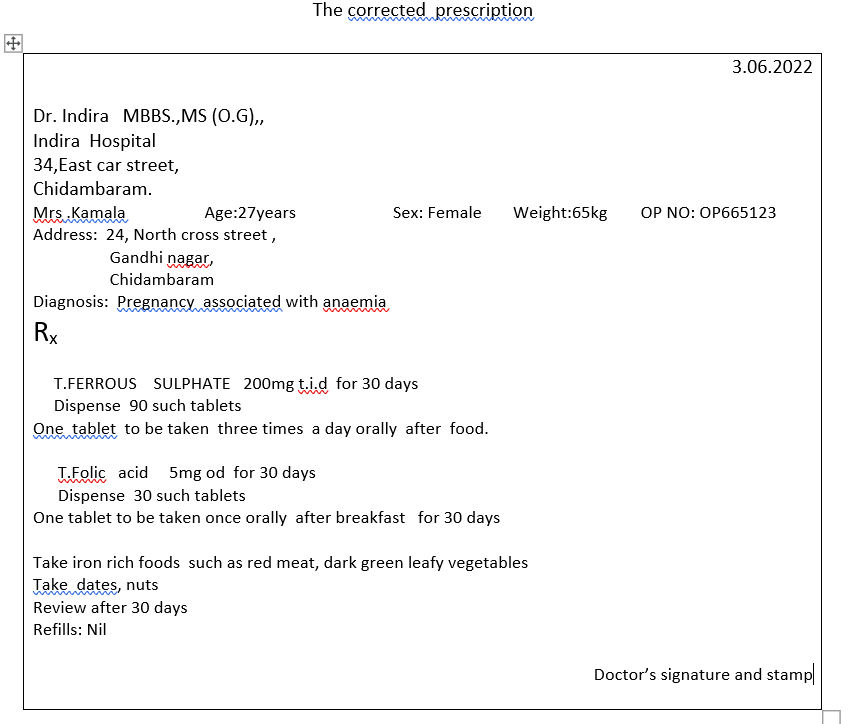 The corrected prescription
3.06.2022
Dr. Indira MBBS.,MS (O.G),,
Indira Hospital
34,East car street,
Chidambaram.
Mrs .Kamala Age:27years Sex: Female Weight:65kg OP NO: OP665123
Address: 24, North cross street ,
Gandhi nagar,
Chidambaram
Diagnosis: Pregnancy associated with anaemia
Rx
T.FERROUS SULPHATE 200mg t.i.d for 30 days
Dispense 90 such tablets
One tablet to be taken three times a day orally after food.
T.Folic acid 5mg od for 30 days
Dispense 30 such tablets
One tablet to be taken once orally after breakfast for 30 days
Take iron rich foods such as red meat, dark green leafy vegetables
Take dates, nuts
Review after 30 days
Refills: Nil
Doctor’s signature and stamp